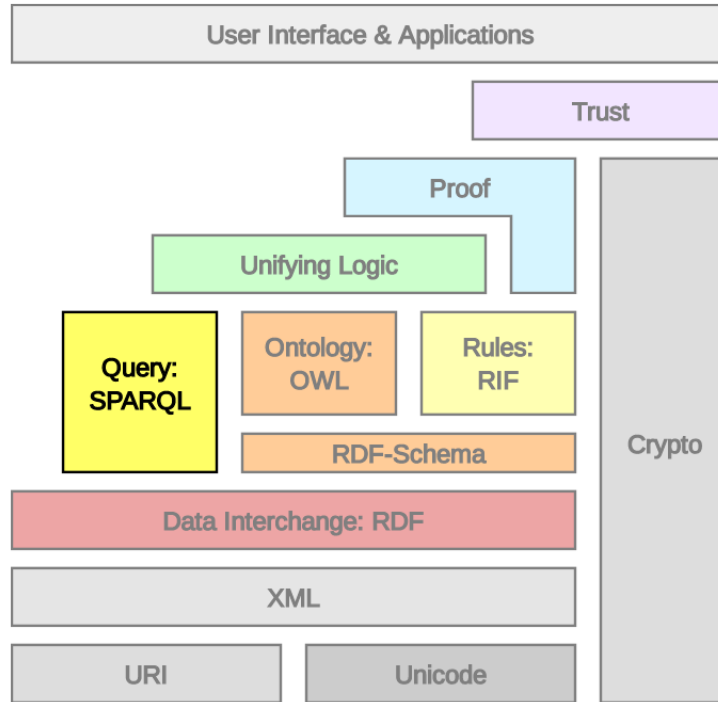 User Interface & Applications
Trust
Proof
Unifying Logic
Query:
SPARQL
Ontology:
OWL
Rules:
RIF
Crypto
RDF-Schema
Data Interchange: RDF
XML
URI
Unicode